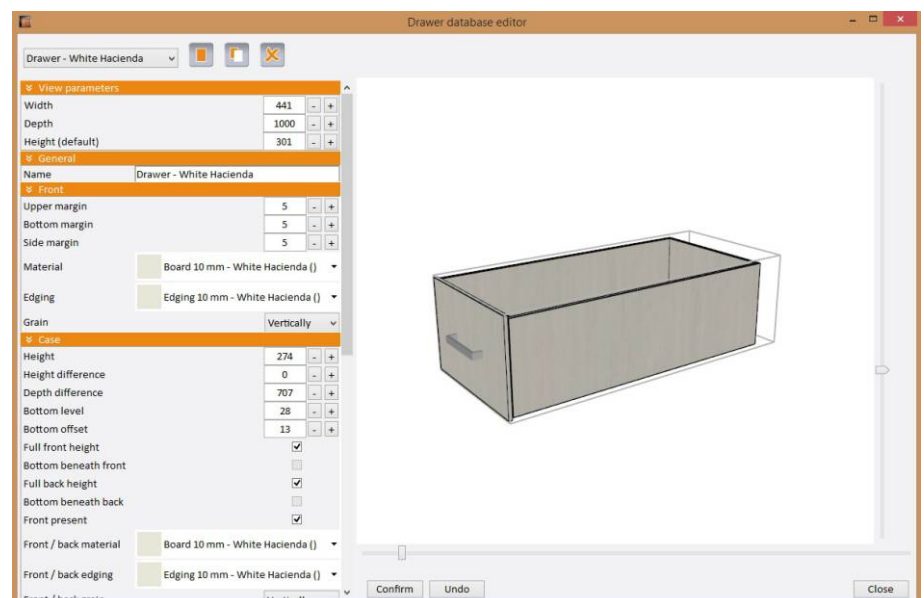 Drawer database editor
Drawer - White Hacienda
View parameters
Width 441 - +
Depth 1000 - +
Height (default) 301 - +
General
Name Drawer - White Hacienda
Front
Upper margin 5 - +
Bottom margin 5 - +
Side margin 5 - +
Material Board 10 mm - White Hacienda ()
Edging Edging 10 mm - White Hacienda ()
Grain Vertically
Case
Height 274 - +
Height difference 0 - +
Depth difference 707 - +
Bottom level 28 - +
Bottom offset 13 - +
Full front height
Bottom beneath front
Full back height
Bottom beneath back
Front present
Front / back material Board 10 mm - White Hacienda ()
Front / back edging Edging 10 mm - White Hacienda ()
Front / back grain Vertically
Confirm Undo Close